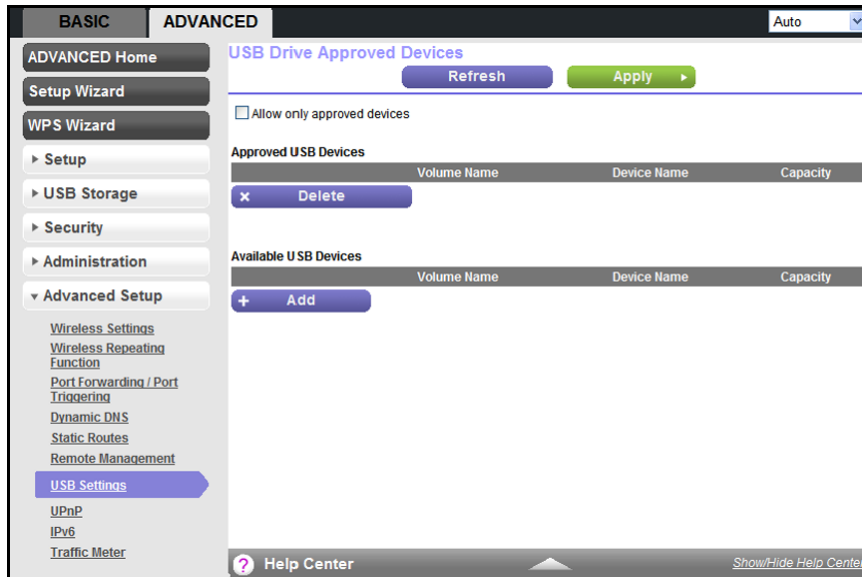 BASIC
ADVANCED
Auto
ADVANCED Home
Setup Wizard
WPS Wizard
Setup
USB Storage
Security
Administration
Advanced Setup
Wireless Settings
Wireless Repeating
Function
Port Forwarding / Port
Triggering
Dynamic DNS
Static Routes
Remote Management
USB Settings
UPnP
IPv6
Traffic Meter
USB Drive Approved Devices
Refresh
Apply
Allow only approved devices
Approved USB Devices
Volume Name Device Name Capacity
× Delete
Available USB Devices
Volume Name Device Name Capacity
+ Add
? Help Center
Show/Hide Help Center